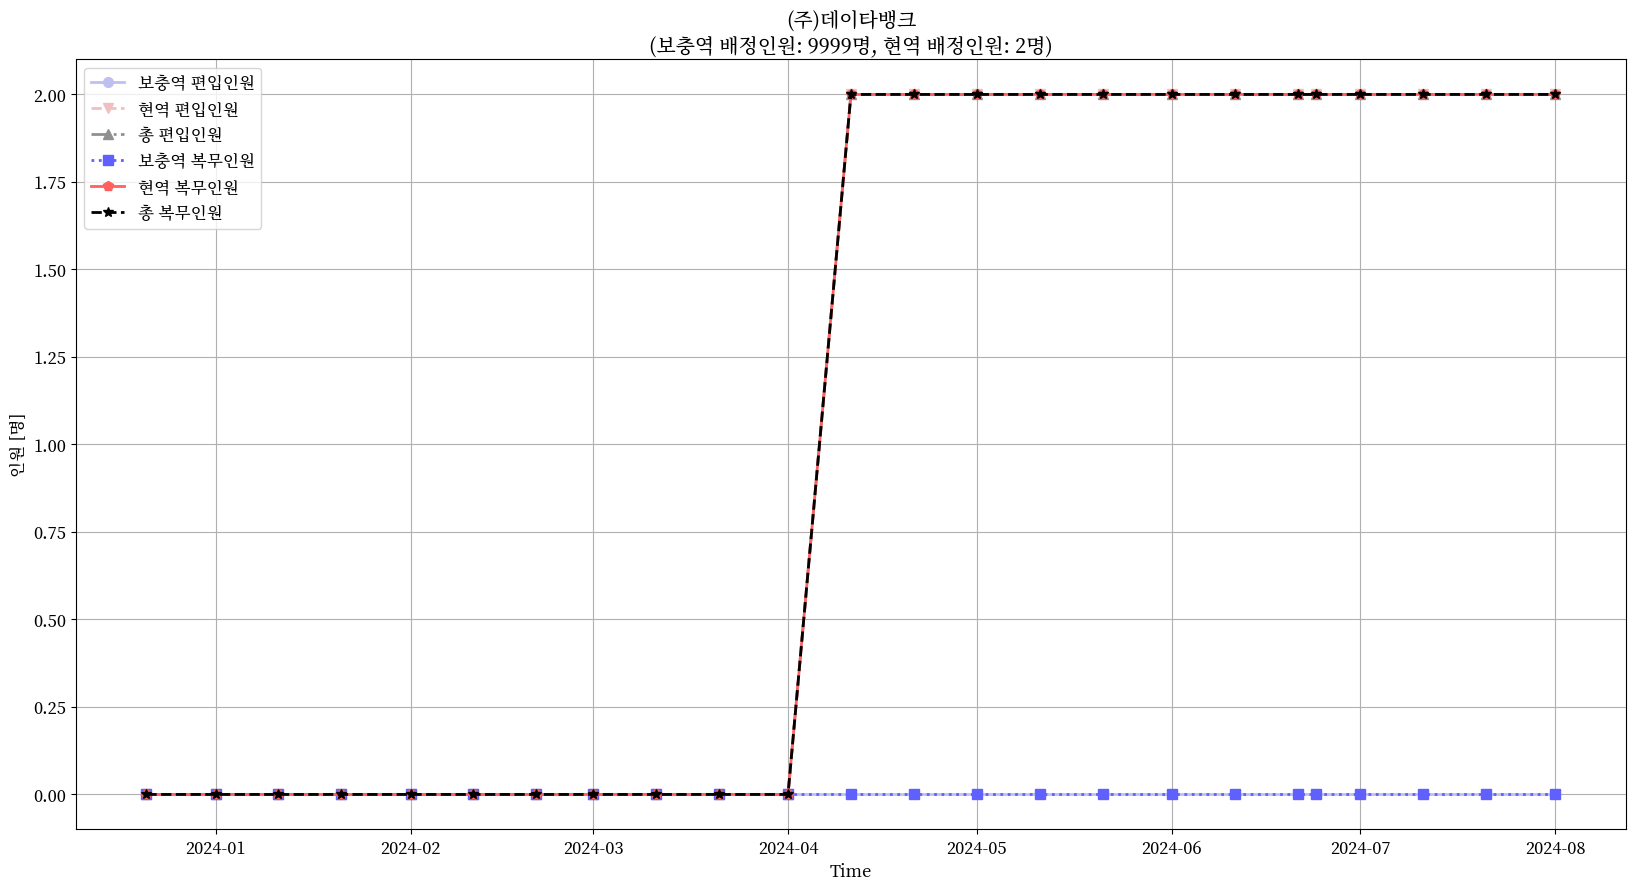 (주)데이타뱅크
(보충역 배정인원: 9999명, 현역 배정인원: 2명)
보충역 편입인원
현역 편입인원
총 편입인원
보충역 복무인원
현역 복무인원
총 복무인원
2.00
1.75
1.50
1.25
1.00
0.75
0.50
0.25
0.00
인원 [명]
2024-01
2024-02
2024-03
2024-04
2024-05
2024-06
2024-07
2024-08
Time